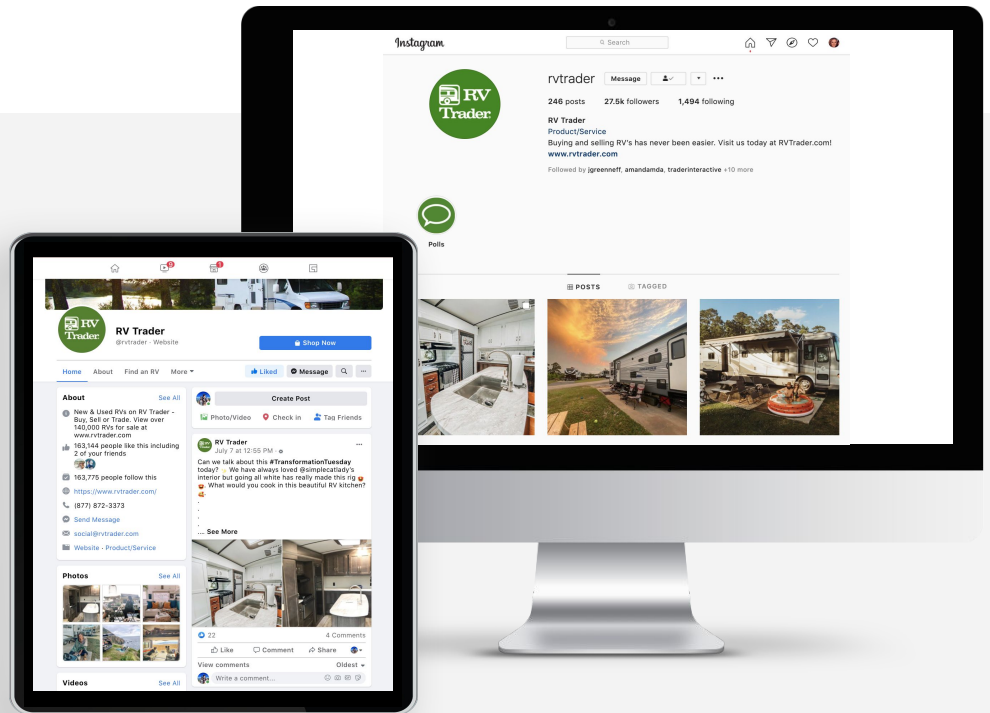 Instagram
Search
rvtrader Message
246 posts 27.5k followers 1,494 following
RV Trader
Product/Service
Buying and selling RV's has never been easier. Visit us today at RVTrader.com!
www.rvtrader.com
Followed by jgreenneff, amandamda, traderinteractive +10 more
RV
Trader
Polls
POSTS TAGGED
9
1
RV
Trader
RV Trader
@rvtrader · Website
Shop Now
Home About Find an RV More
Liked Message
About See All
New & Used RVs on RV Trader -
Buy, Sell or Trade. View over
140,000 RVs for sale at
www.rvtrader.com
163,144 people like this including
2 of your friends
163,775 people follow this
https://www.rvtrader.com/
(877) 872-3373
Send Message
social@rvtrader.com
Website · Product/Service
Photos See All
Videos See All
Create Post
Photo/Video Check in Tag Friends
RV Trader
July 7 at 12:55 PM ·
Can we talk about this #TransformationTuesday
today? We have always loved @simplecatlady's
interior but going all white has really made this rig
. What would you cook in this beautiful RV kitchen?
.
.
.
.
... See More
22 4 Comments
Like Comment Share
View comments Oldest
Write a comment...